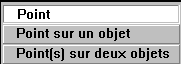 Point
Point sur un objet
Point(s) sur deux objets